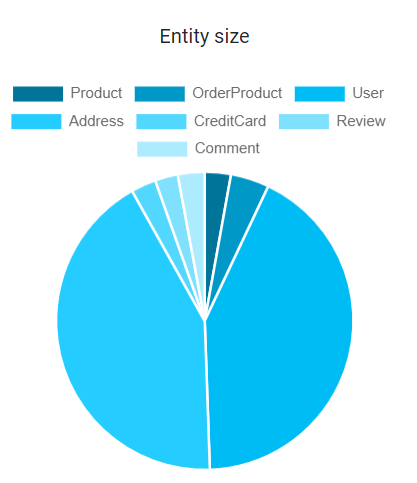 Entity size
Product OrderProduct User
Address CreditCard Review
Comment